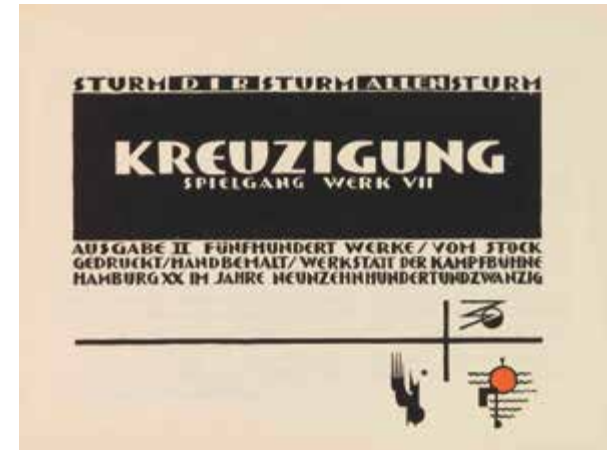 STURM DIR STURM ALLEN STURM
KREUZIGUNG
SPIELGANG WERK VII
AUSGABE II FÜNFHUNDERT WERKE/VOM STOCK
GEDRUCKT/HANDBEMALT/WERKSTATT DER KAMPFBÜHNE
HAMBURG XX IM JAHRE NEUNZEHNHUNDERTUNDZWANZIG